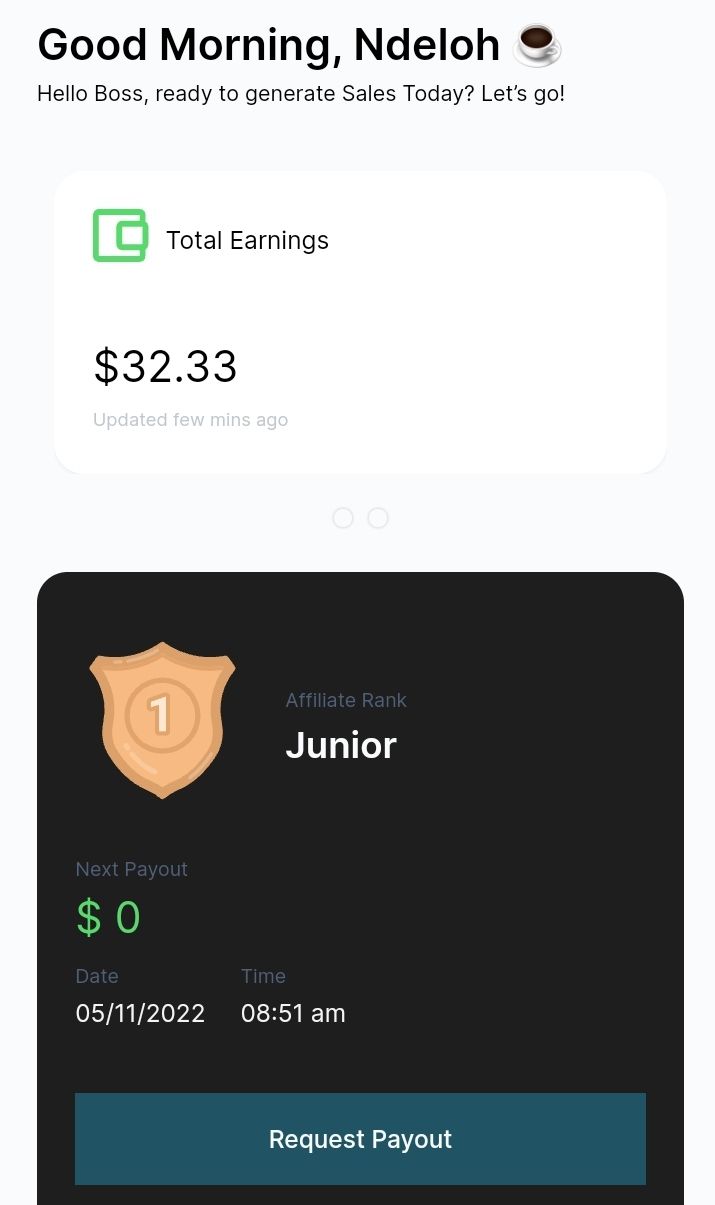 Good Morning, Ndeloh ☕
Hello Boss, ready to generate Sales Today? Let’s go!
Total Earnings
$32.33
Updated few mins ago
1
Affiliate Rank
Junior
Next Payout
$ 0
Date Time
05/11/2022 08:51 am
Request Payout